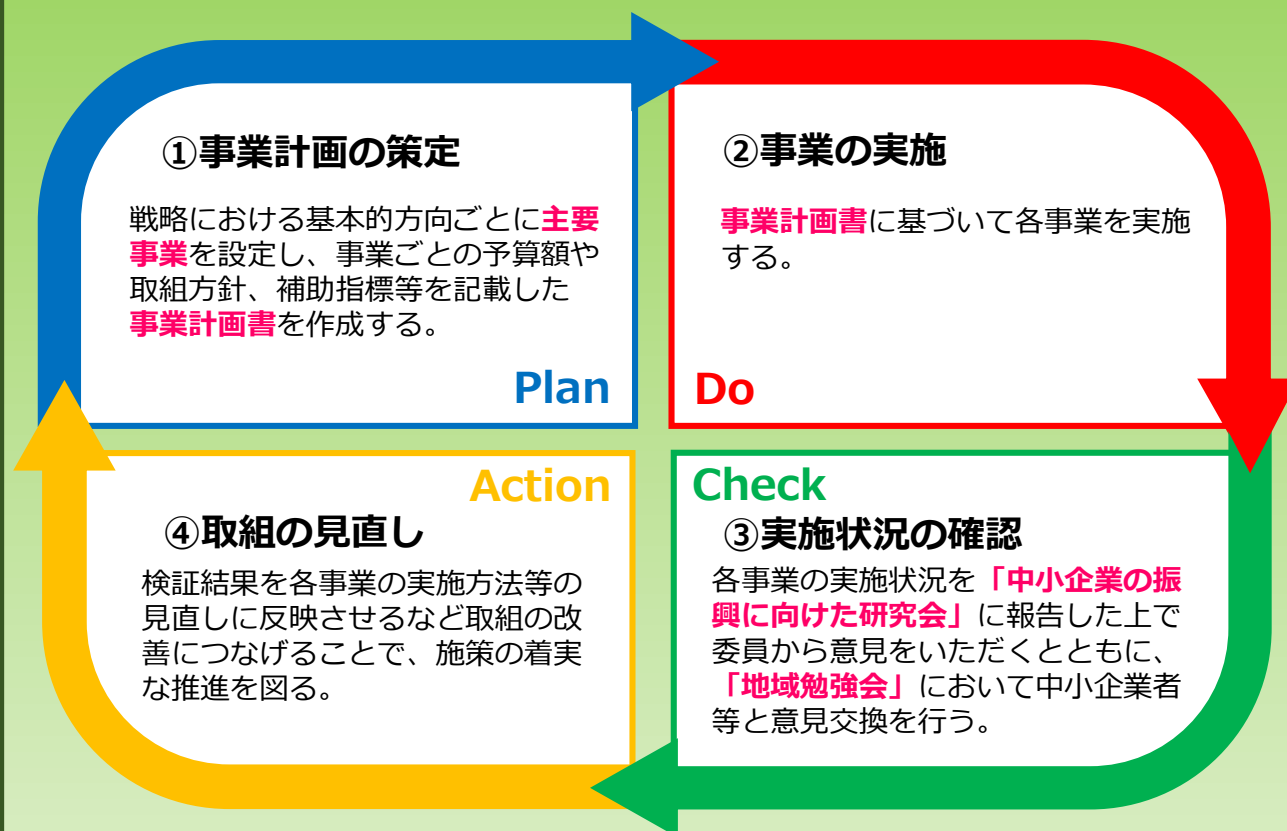 ①事業計画の策定
戦略における基本的方向ごとに主要
事業を設定し、事業ごとの予算額や
取組方針、補助指標等を記載した
事業計画書を作成する。
Plan
②事業の実施
事業計画書に基づいて各事業を実施
する。
Do
Check
③実施状況の確認
各事業の実施状況を「中小企業の振
興に向けた研究会」に報告した上で
委員から意見をいただくとともに、
「地域勉強会」において中小企業者
等と意見交換を行う。
Action
④取組の見直し
検証結果を各事業の実施方法等の
見直しに反映させるなど取組の改
善につなげることで、施策の着実
な推進を図る。